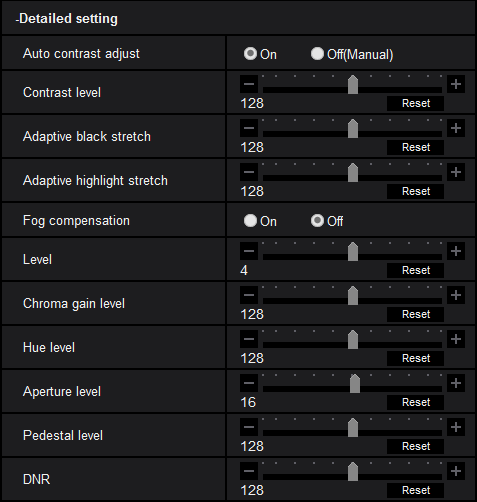 -Detailed setting
Auto contrast adjust On Off(Manual)
Contrast level
128 Reset
Adaptive black stretch
128 Reset
Adaptive highlight stretch
128 Reset
Fog compensation On Off
Level
4 Reset
Chroma gain level
128 Reset
Hue level
128 Reset
Aperture level
16 Reset
Pedestal level
128 Reset
DNR
128 Reset